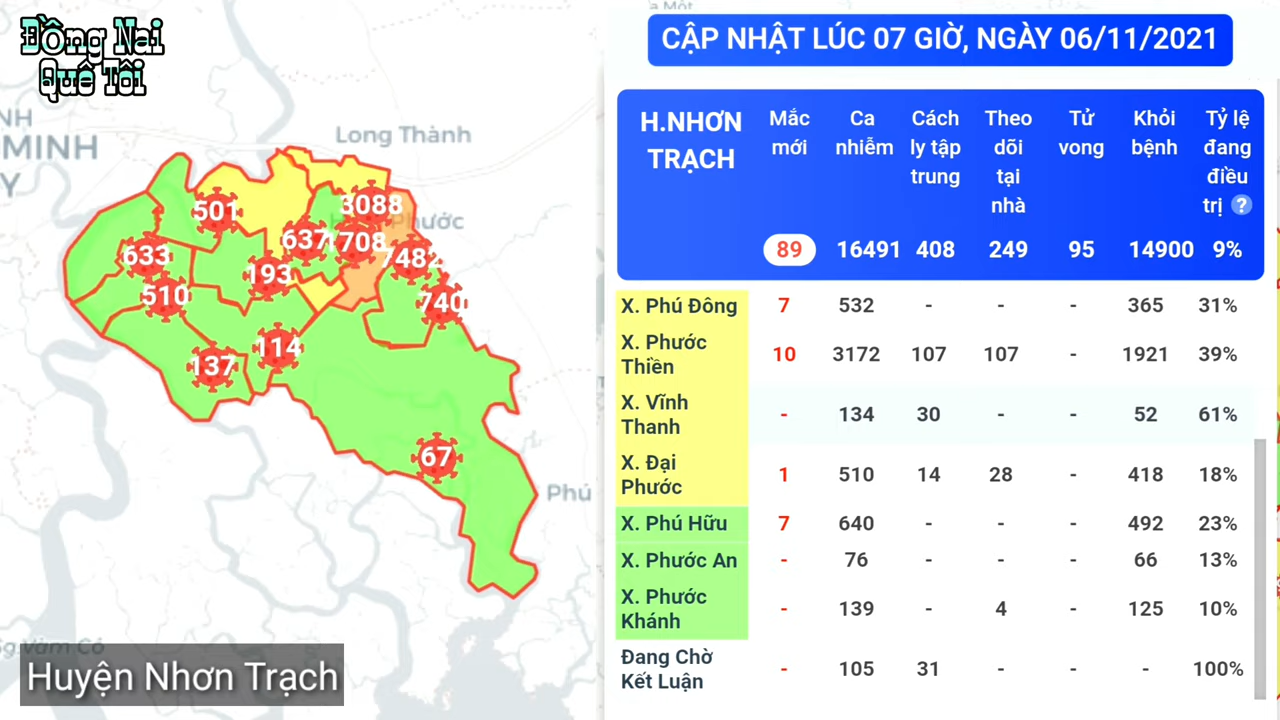 Đồng Nai
Quê Tôi
MINH
Long Thành
Phước
Phú
501
3088
637
1708
7482
633
193
510
740
114
137
67
Huyện Nhơn Trạch
CẬP NHẬT LÚC 07 GIỜ, NGÀY 06/11/2021
H.NHƠN TRẠCH
Mắc mới
Ca nhiễm
Cách ly tập trung
Theo dõi tại nhà
Tử vong
Khỏi bệnh
Tỷ lệ đang điều trị ?
89 16491 408 249 95 14900 9%
X. Phú Đông 7 532 - - - 365 31%
X. Phước Thiền 10 3172 107 107 - 1921 39%
X. Vĩnh Thanh - 134 30 - - 52 61%
X. Đại Phước 1 510 14 28 - 418 18%
X. Phú Hữu 7 640 - - - 492 23%
X. Phước An - 76 - - - 66 13%
X. Phước Khánh - 139 - 4 - 125 10%
Đang Chờ Kết Luận - 105 31 - - - 100%